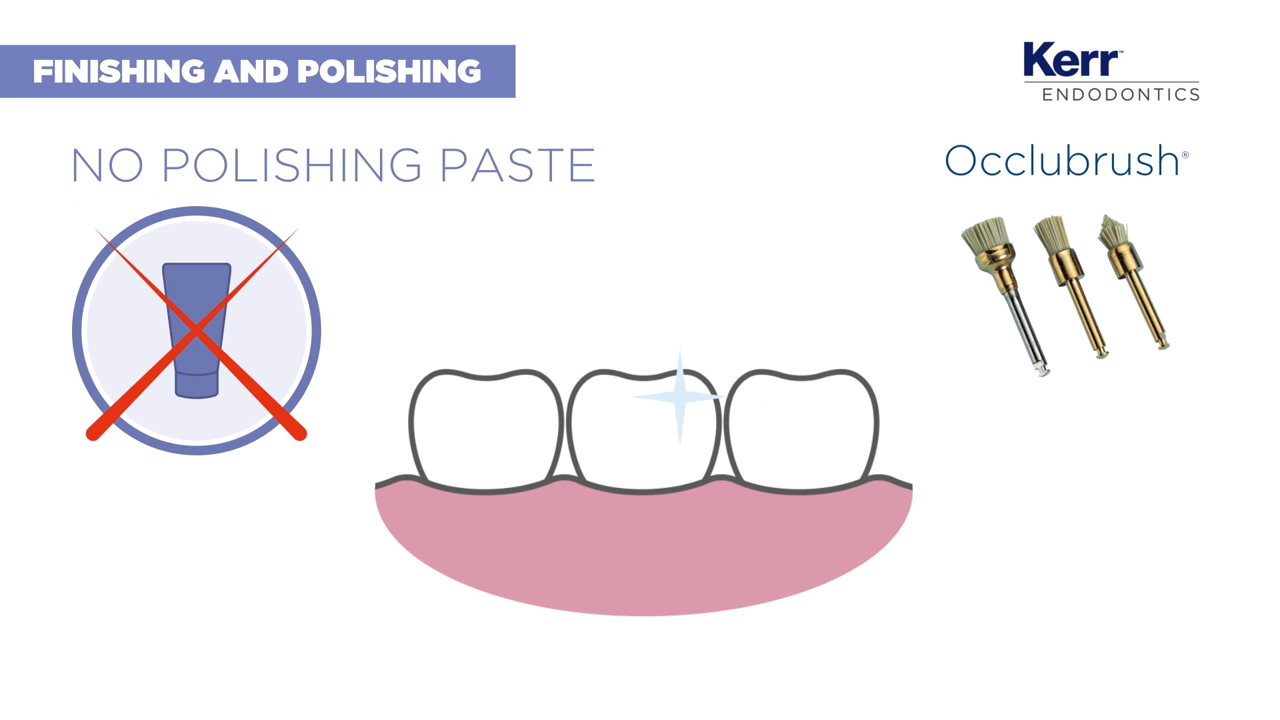 FINISHING AND POLISHING
Kerr™
ENDODONTICS
NO POLISHING PASTE
Occlubrush®